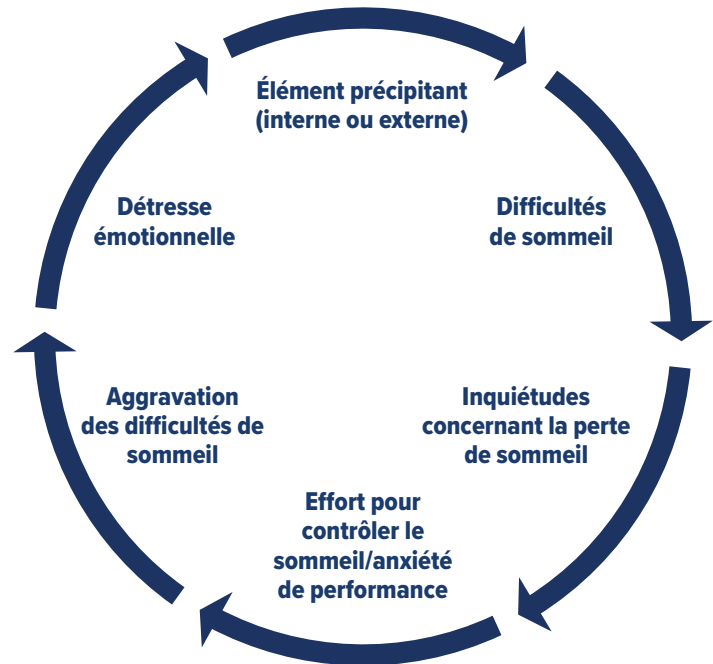 Élément précipitant
(interne ou externe)
Difficultés
de sommeil
Inquiétudes
concernant la perte
de sommeil
Effort pour
contrôler le
sommeil/anxiété
de performance
Aggravation
des difficultés de
sommeil
Détresse
émotionnelle